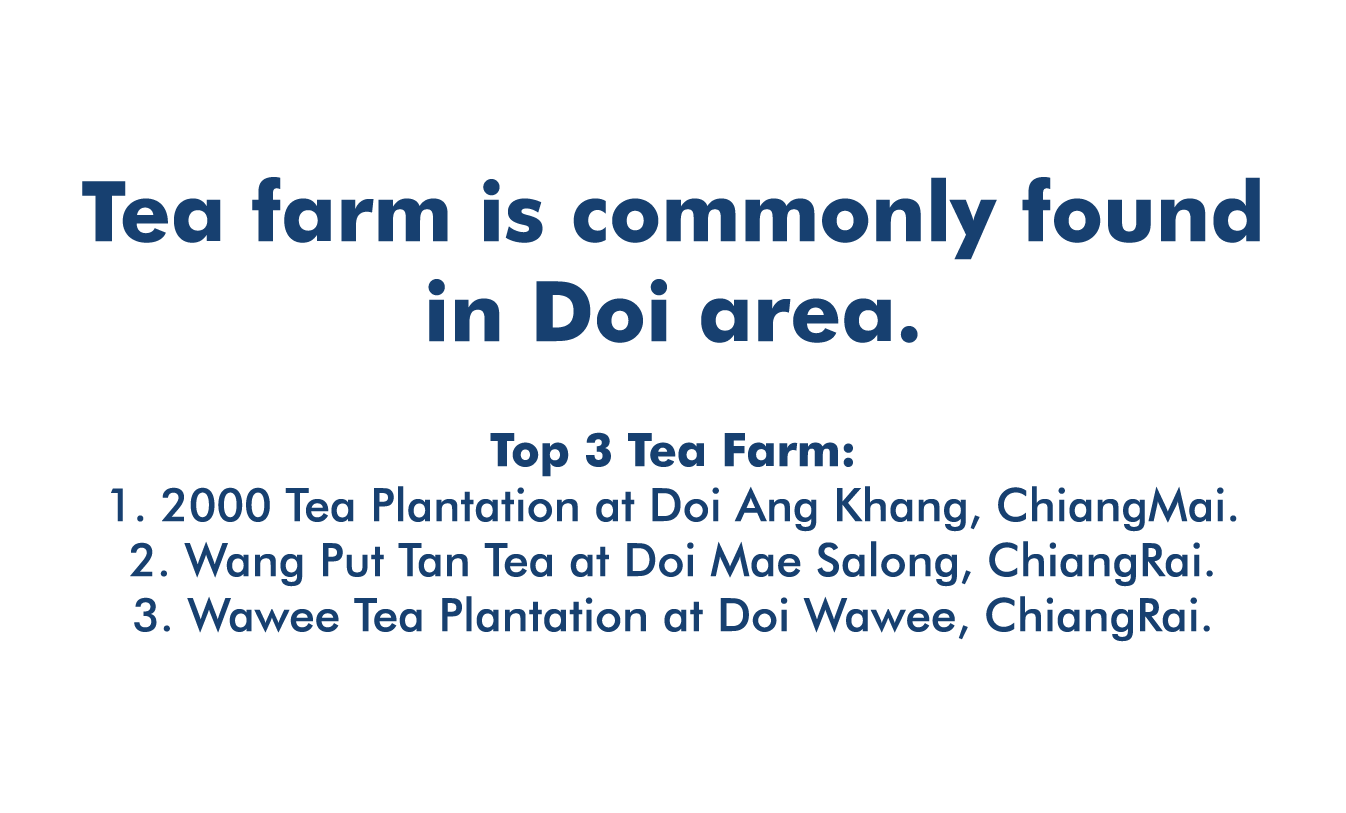 Tea farm is commonly found
in Doi area.
Top 3 Tea Farm:
1. 2000 Tea Plantation at Doi Ang Khang, ChiangMai.
2. Wang Put Tan Tea at Doi Mae Salong, ChiangRai.
3. Wawee Tea Plantation at Doi Wawee, ChiangRai.